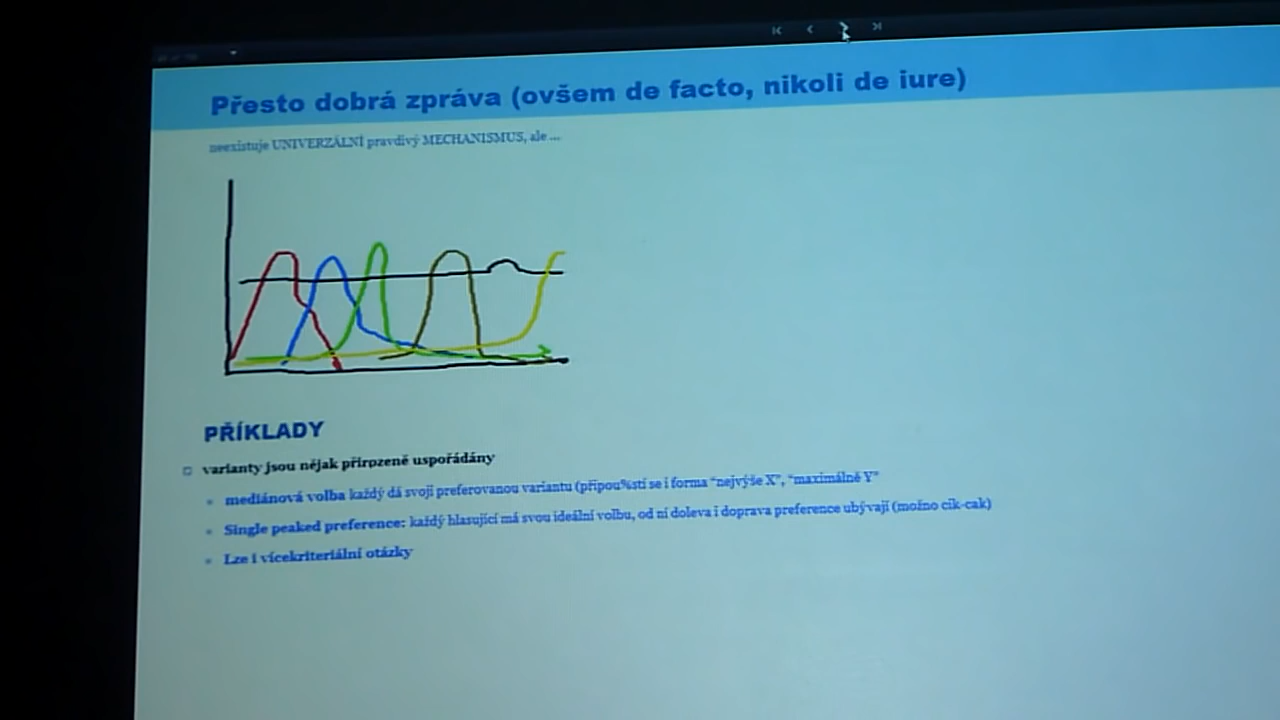 Přesto dobrá zpráva (ovšem de facto, nikoli de iure)
neexistuje UNIVERZÁLNÍ pravdivý MECHANISMUS, ale ...
PŘÍKLADY
varianty jsou nějak přirozeně uspořádány
mediánová volba každý dá svoji preferovanou variantu (připou%stí se i forma "nejvýše X", "maximálně Y"
Single peaked preference: každý hlasující má svou ideální volbu, od ní doleva i doprava preference ubývají (možno cik-cak)
Lze i vícekriteriální otázky